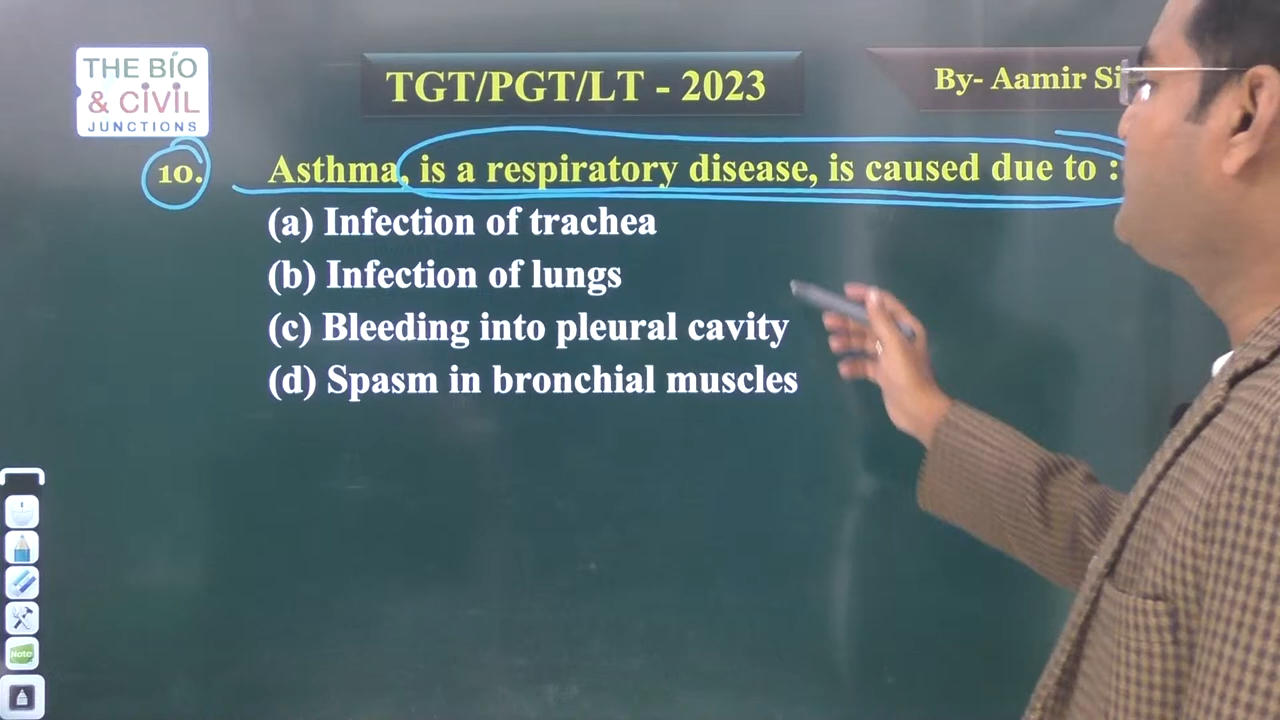 THE BIO
& CIVIL
JUNCTIONS
TGT/PGT/LT - 2023
By- Aamir
10. Asthma, is a respiratory disease, is caused due to :
(a) Infection of trachea
(b) Infection of lungs
(c) Bleeding into pleural cavity
(d) Spasm in bronchial muscles
Note